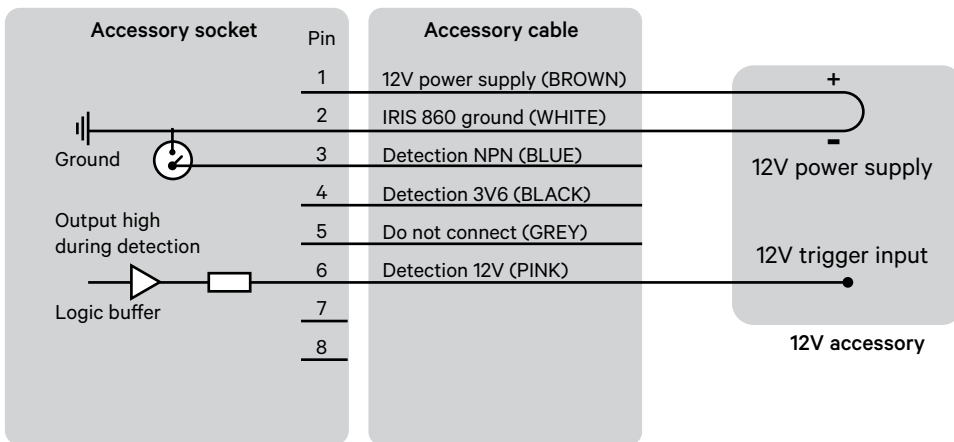 Accessory socket
Pin
Accessory cable
1
12V power supply (BROWN)
+
2
IRIS 860 ground (WHITE)
-
Ground
3
Detection NPN (BLUE)
12V power supply
4
Detection 3V6 (BLACK)
Output high
during detection
5
Do not connect (GREY)
12V trigger input
6
Detection 12V (PINK)
Logic buffer
7
8
12V accessory